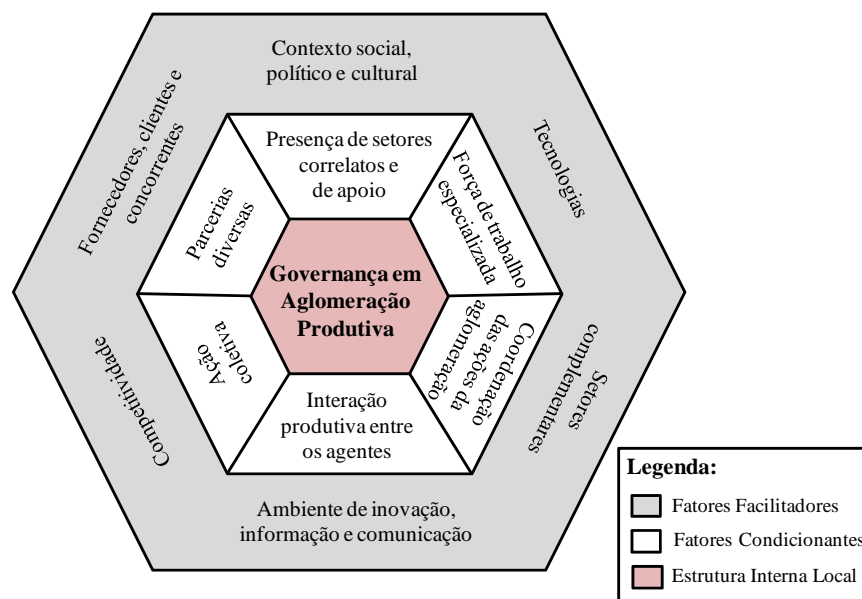 Contexto social,
político e cultural
Fornecedores, clientes e
concorrentes
Tecnologias
Presença de setores
correlatos e
de apoio
Parcerias
diversas
Força de trabalho
especializada
Governança em
Aglomeração
Produtiva
Ação
coletiva
Coordenação
das ações da
aglomeração
Interação
produtiva entre
os agentes
Competitividade
Setores
complementares
Ambiente de inovação,
informação e comunicação
Legenda:
Fatores Facilitadores
Fatores Condicionantes
Estrutura Interna Local